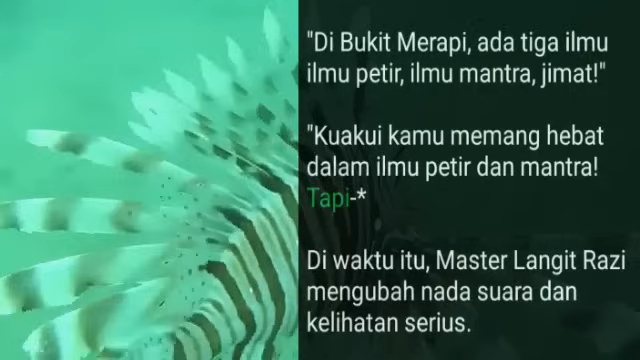 "Di Bukit Merapi, ada tiga ilmu
ilmu petir, ilmu mantra, jimat!"
"Kuakui kamu memang hebat
dalam ilmu petir dan mantra!
Tapi-*
Di waktu itu, Master Langit Razi
mengubah nada suara dan
kelihatan serius.